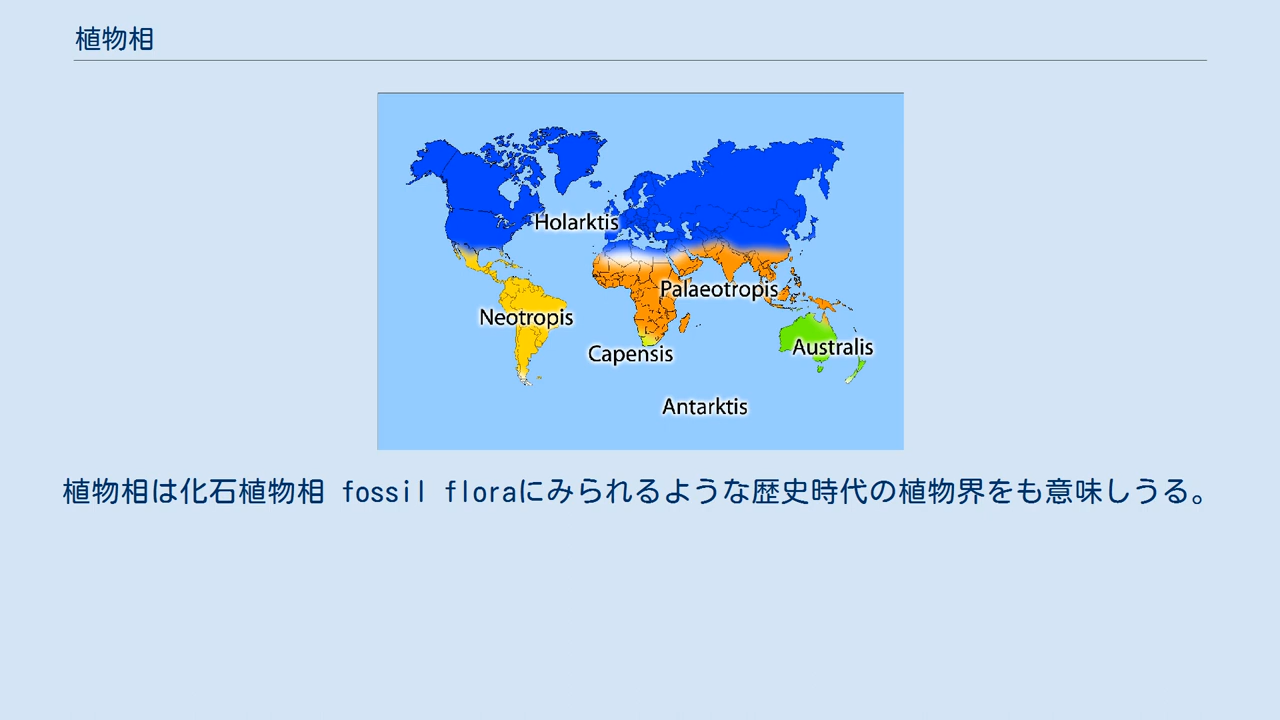 植物相
Holarktis
Palaeotropis
Neotropis
Australis
Capensis
Antarktis
植物相は化石植物相 fossil floraにみられるような歴史時代の植物界をも意味しうる。